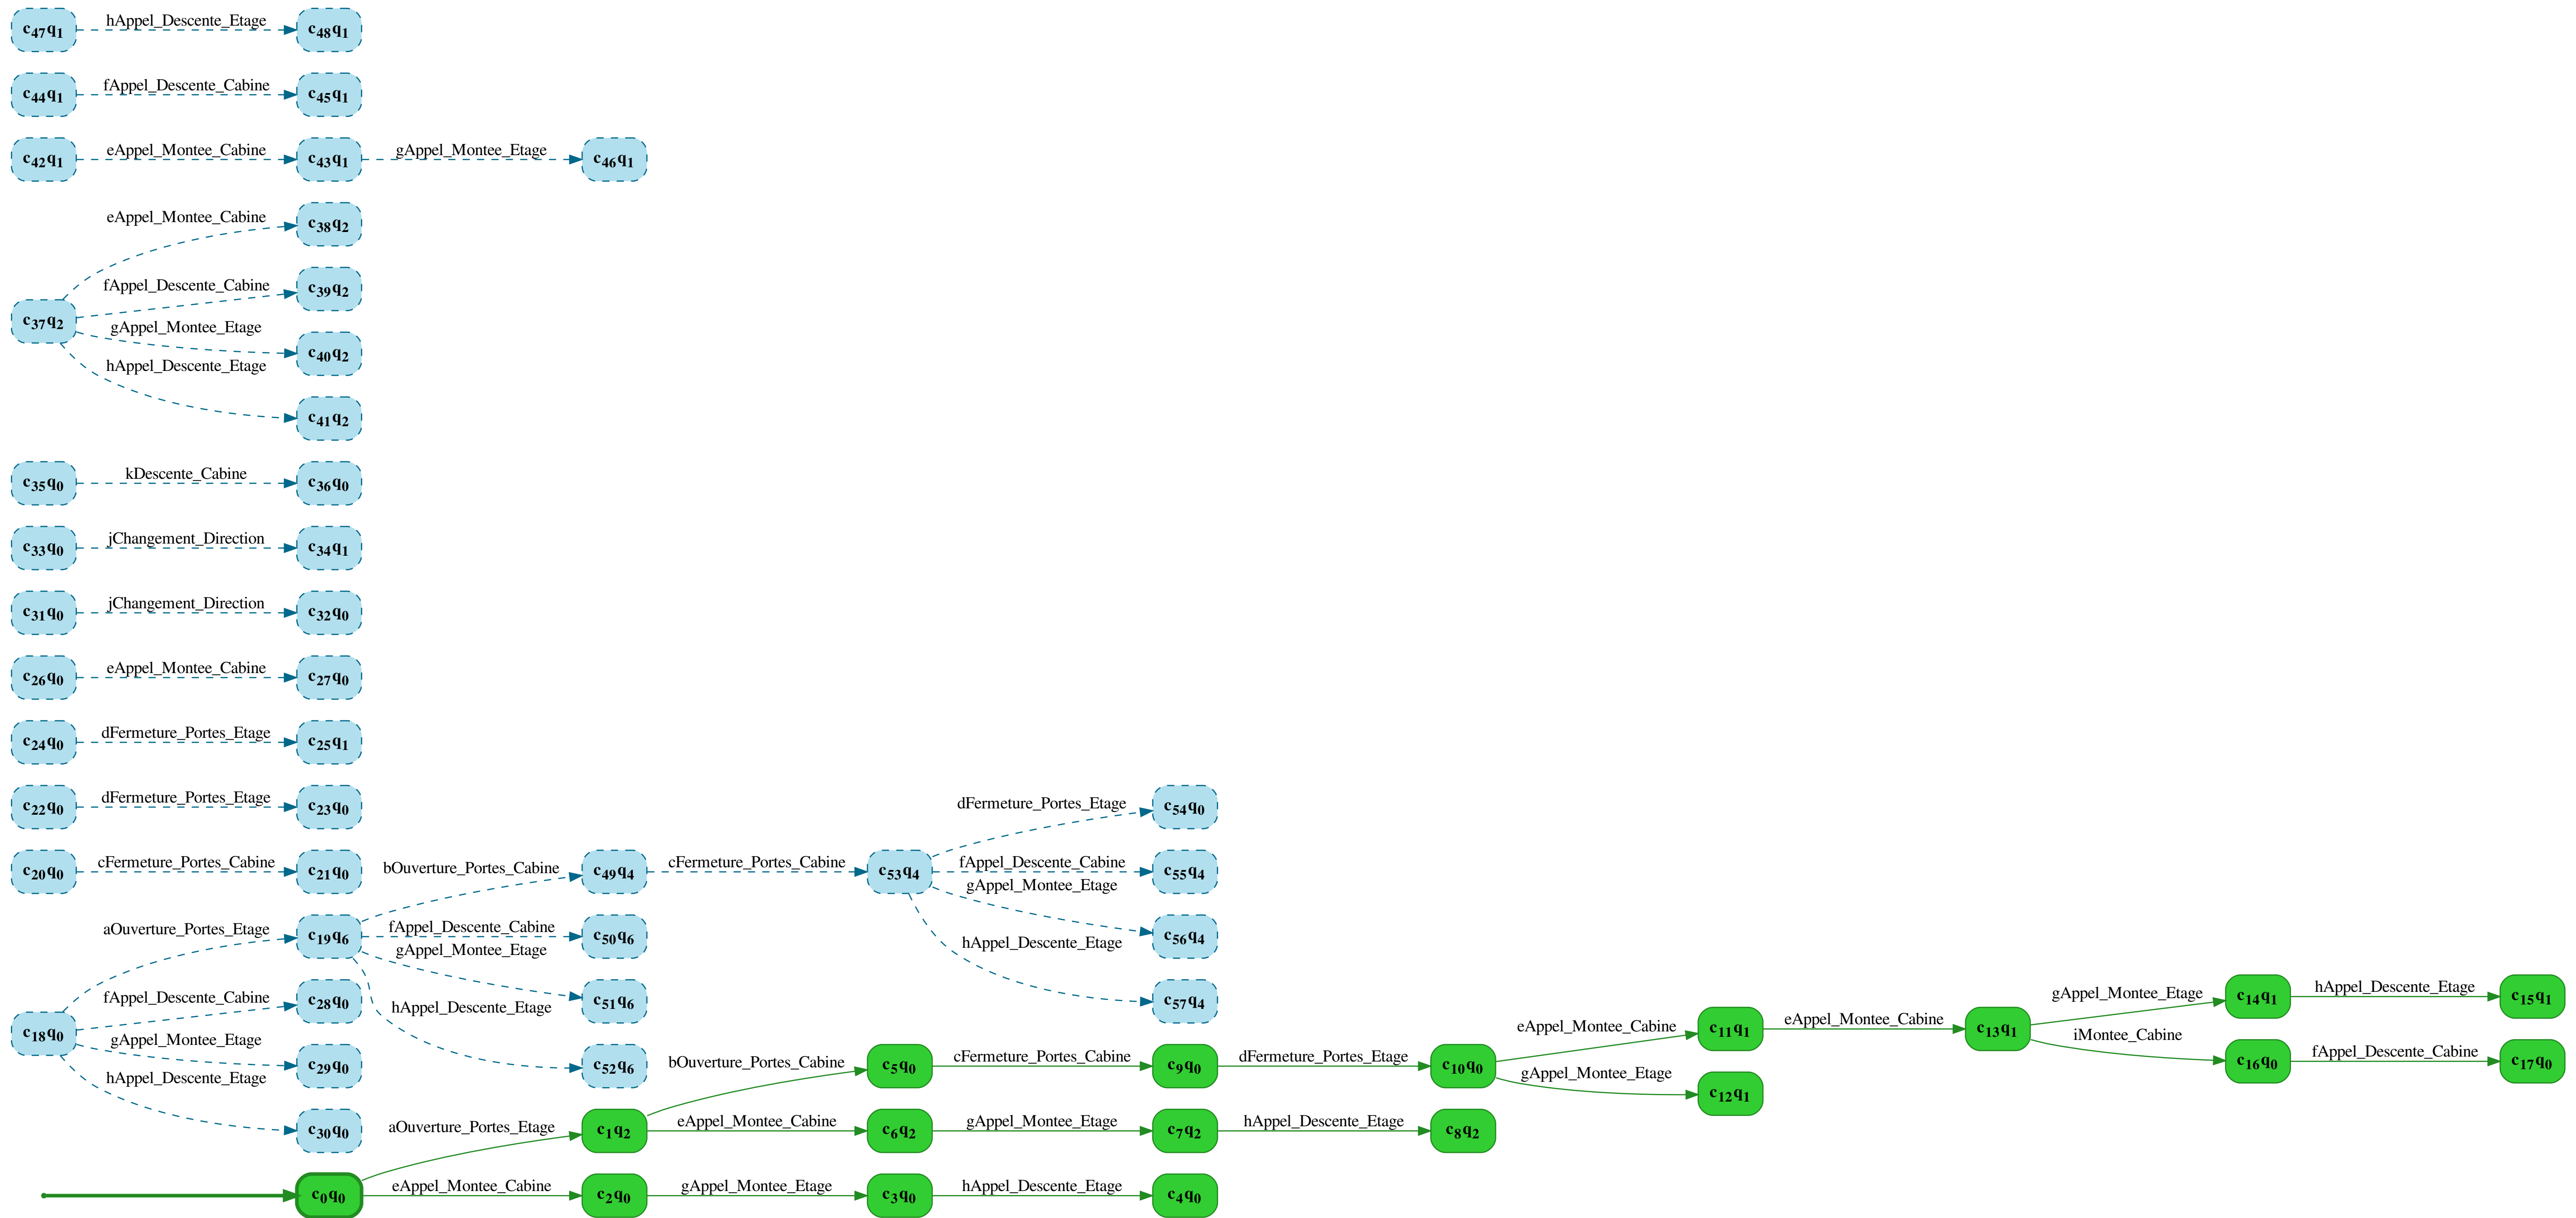 c47q1 hAppel_Descente_Etage c48q1
c44q1 fAppel_Descente_Cabine c45q1
c42q1 eAppel_Montee_Cabine c43q1 gAppel_Montee_Etage c46q1
eAppel_Montee_Cabine c38q2
fAppel_Descente_Cabine c39q2
c37q2
gAppel_Montee_Etage c40q2
hAppel_Descente_Etage
c41q2
c35q0 kDescente_Cabine c36q0
c33q0 jChangement_Direction c34q1
c31q0 jChangement_Direction c32q0
c26q0 eAppel_Montee_Cabine c27q0
c24q0 dFermeture_Portes_Etage c25q1
c22q0 dFermeture_Portes_Etage c23q0 dFermeture_Portes_Etage c54q0
c20q0 cFermeture_Portes_Cabine c21q0 bOuverture_Portes_Cabine c49q4 cFermeture_Portes_Cabine c53q4 fAppel_Descente_Cabine c55q4
gAppel_Montee_Etage
aOuverture_Portes_Etage c19q6 fAppel_Descente_Cabine c50q6 hAppel_Descente_Etage c56q4
gAppel_Montee_Etage
fAppel_Descente_Cabine c28q0 hAppel_Descente_Etage c51q6 c57q4 gAppel_Montee_Etage c14q1 hAppel_Descente_Etage c15q1
c18q0 eAppel_Montee_Cabine c11q1 eAppel_Montee_Cabine c13q1 iMontee_Cabine
gAppel_Montee_Etage c29q0 c52q6 bOuverture_Portes_Cabine c5q0 cFermeture_Portes_Cabine c9q0 dFermeture_Portes_Etage c10q0 gAppel_Montee_Etage c16q0 fAppel_Descente_Cabine c17q0
hAppel_Descente_Etage c12q1
c30q0 aOuverture_Portes_Etage c1q2 eAppel_Montee_Cabine c6q2 gAppel_Montee_Etage c7q2 hAppel_Descente_Etage c8q2
c0q0 eAppel_Montee_Cabine c2q0 gAppel_Montee_Etage c3q0 hAppel_Descente_Etage c4q0